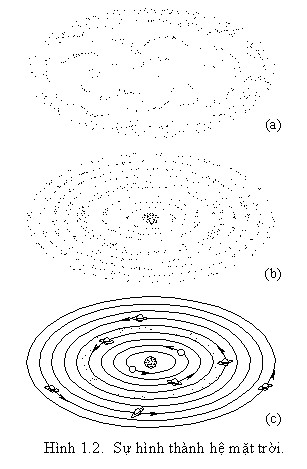 (a)
(b)
(c)
Hình 1.2. Sự hình thành hệ mặt trời.